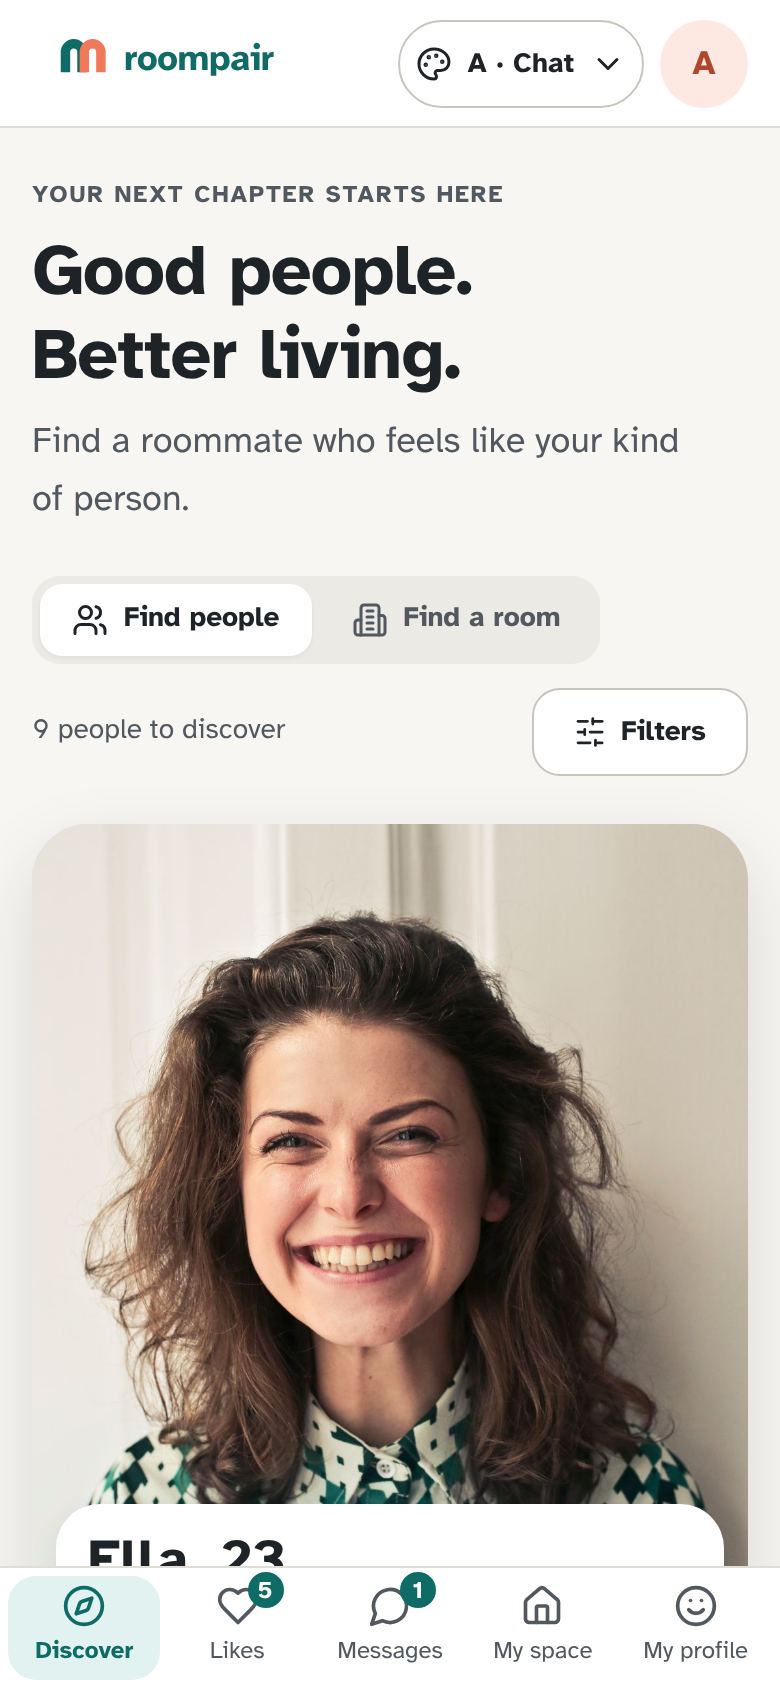 roompair
A · Chat
A
YOUR NEXT CHAPTER STARTS HERE
Good people.
Better living.
Find a roommate who feels like your kind
of person.
Find people
Find a room
9 people to discover
Filters
Ella, 23
5
1
Discover
Likes
Messages
My space
My profile